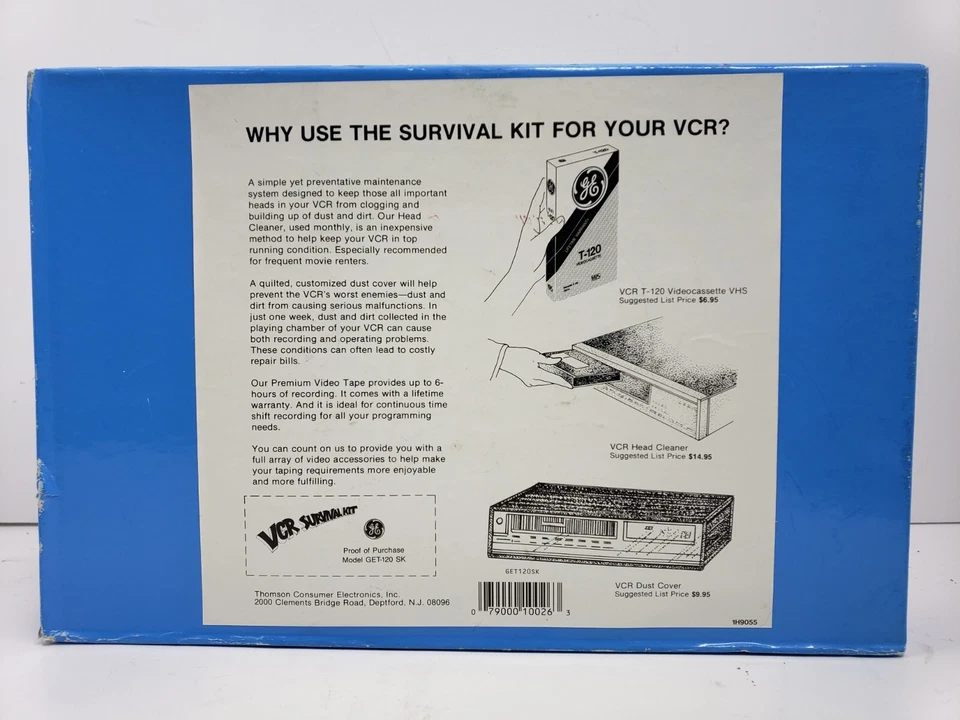 WHY USE THE SURVIVAL KIT FOR YOUR VCR?
A simple yet preventative maintenance
system designed to keep those all important
heads in your VCR from clogging and
building up of dust and dirt. Our Head
Cleaner, used monthly, is an inexpensive
method to help keep your VCR in top
running condition. Especially recommended
for frequent movie renters.
A quilted, customized dust cover will help
prevent the VCR's worst enemies—dust and
dirt from causing serious malfunctions. In
just one week, dust and dirt collected in the
playing chamber of your VCR can cause
both recording and operating problems.
These conditions can often lead to costly
repair bills.
Our Premium Video Tape provides up to 6-
hours of recording. It comes with a lifetime
warranty. And it is ideal for continuous time
shift recording for all your programming
needs.
You can count on us to provide you with a
full array of video accessories to help make
your taping requirements more enjoyable
and more fulfilling.
VCR SURVIVAL KIT
GE
Proof of Purchase
Model GET-120 SK
Thomson Consumer Electronics, Inc.
2000 Clements Bridge Road, Deptford, N.J. 08096
T-120
GE
T-120
VIDEOCASSETTE
VHS
VCR T-120 Videocassette VHS
Suggested List Price $6.95
VCR Head Cleaner
Suggested List Price $14.95
VCR Dust Cover
Suggested List Price $9.95
GET120SK
0 79000 10026 3
1H9055